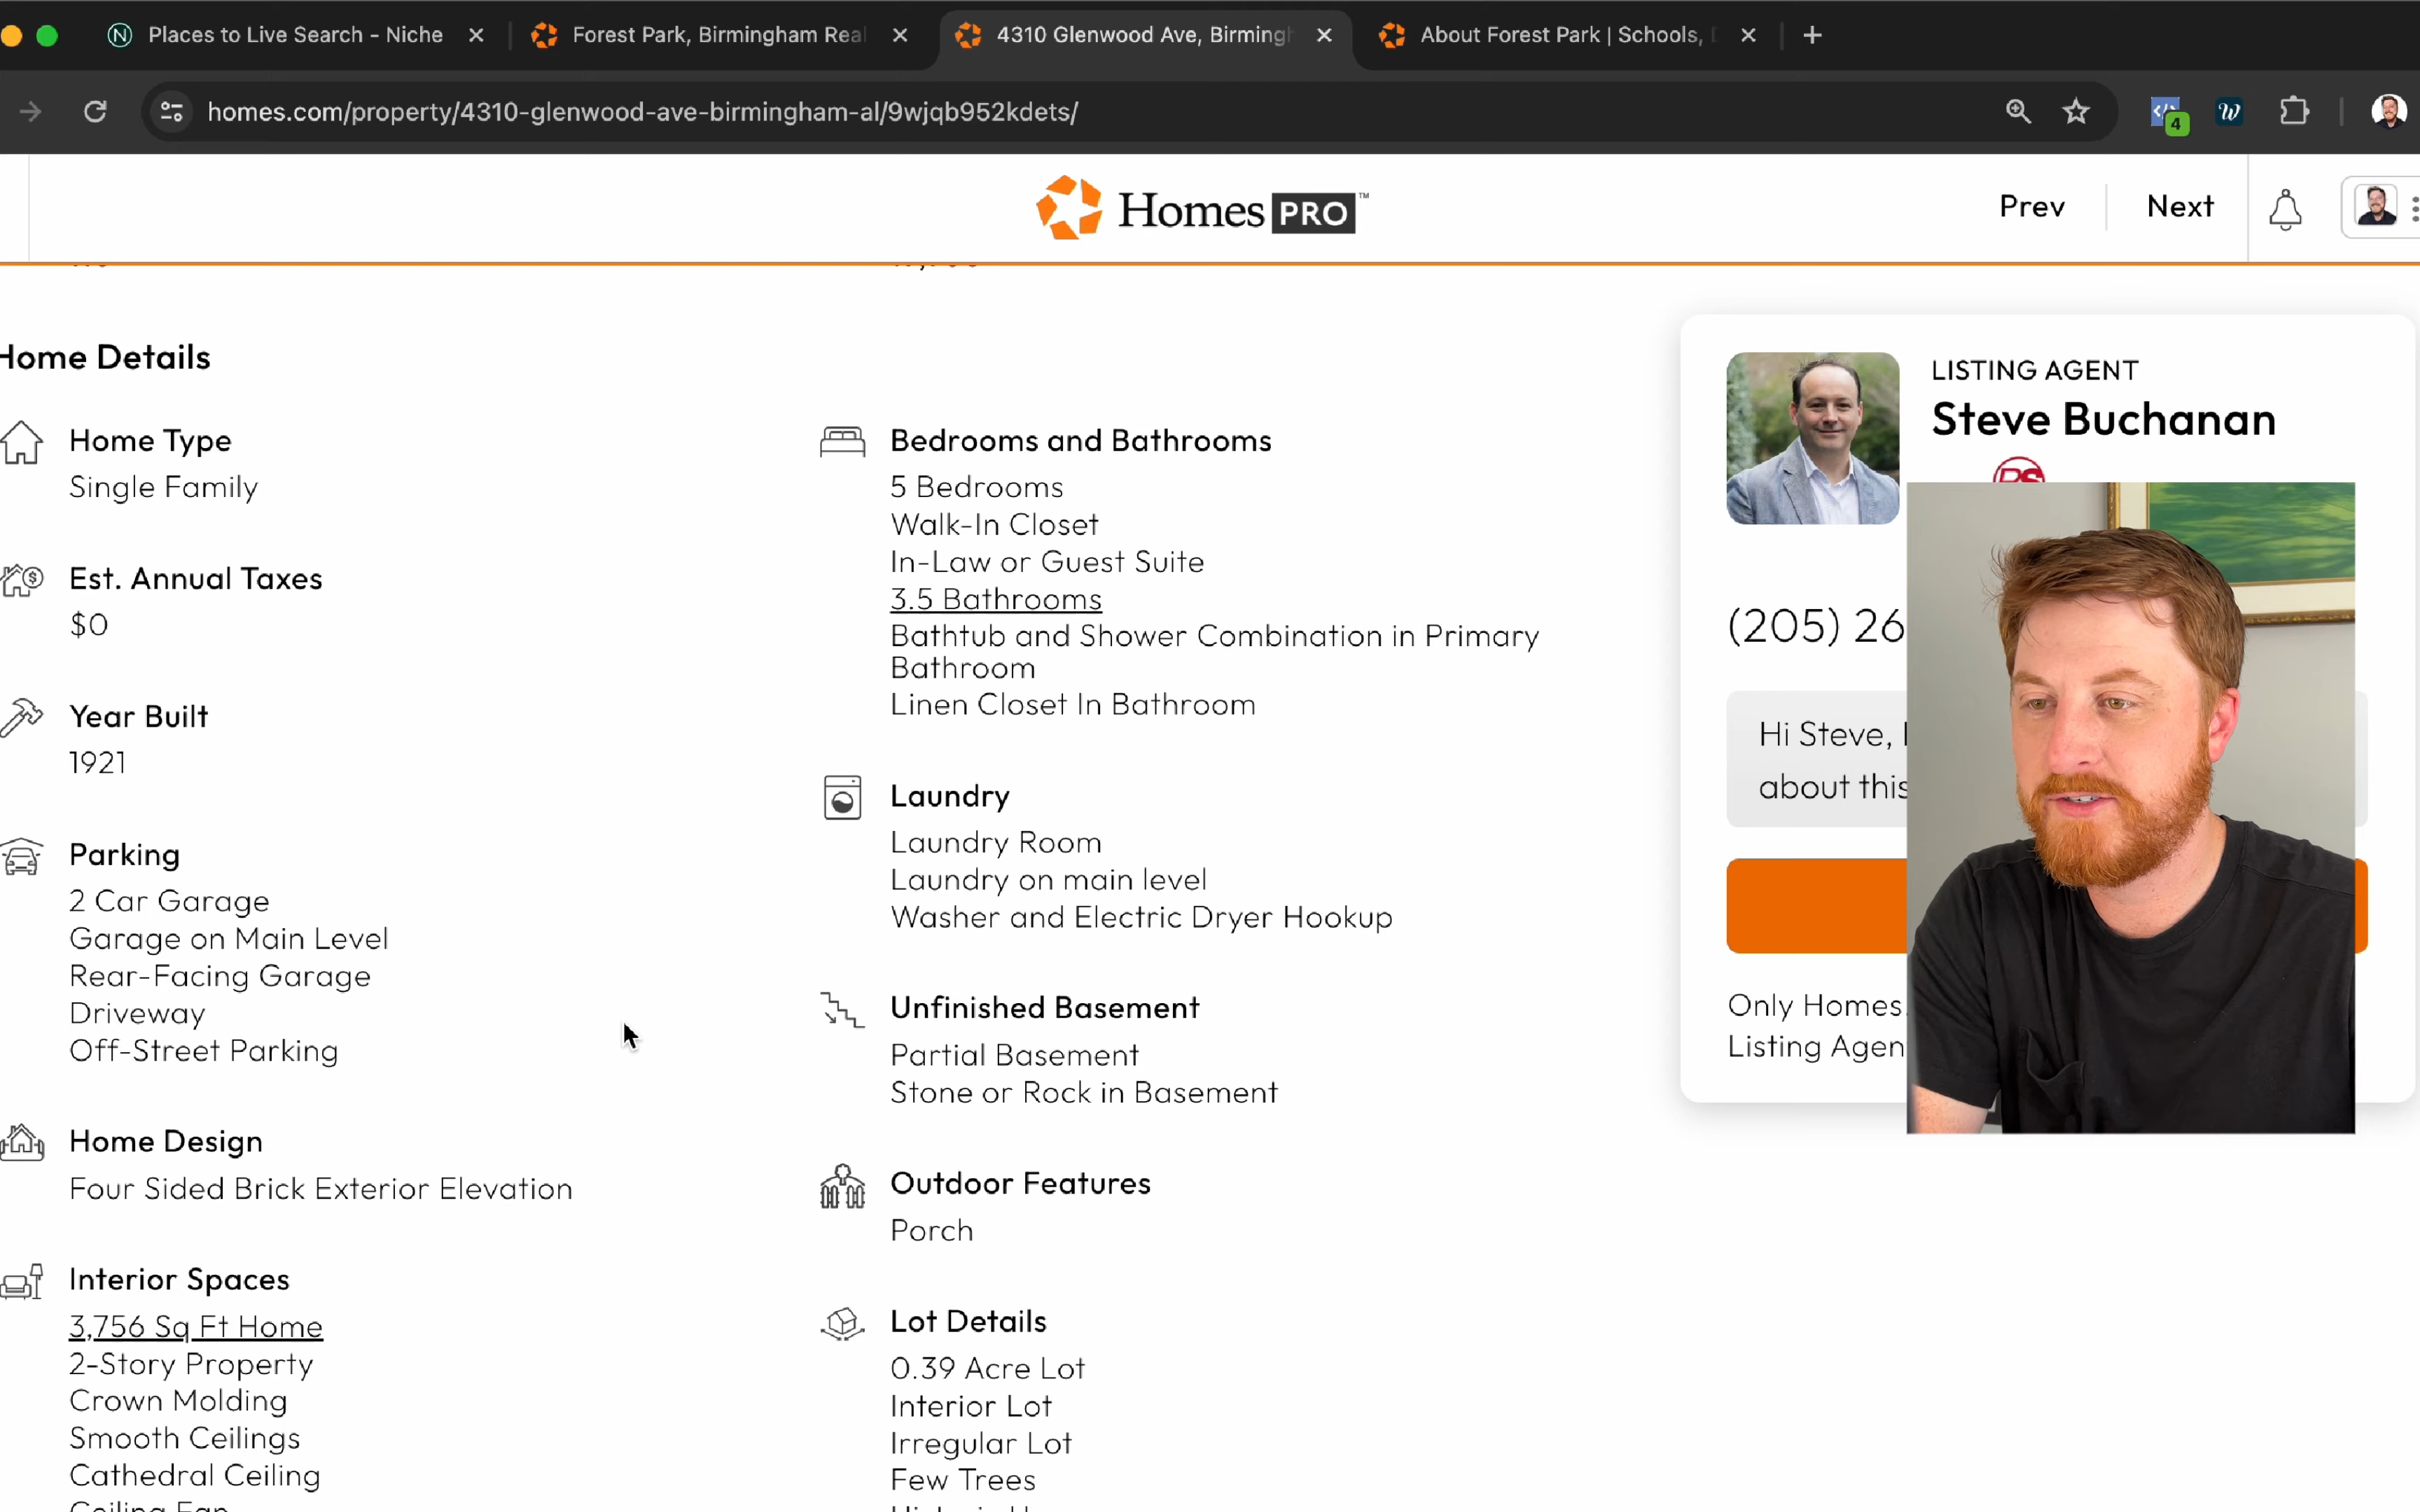 Places to Live Search - Niche
Forest Park, Birmingham Real
4310 Glenwood Ave, Birmingh
About Forest Park | Schools,
homes.com/property/4310-glenwood-ave-birmingham-al/9wjqb952kdets/
4
w
Homes PRO™
Prev
Next
Home Details
Home Type
Single Family
Est. Annual Taxes
$0
Year Built
1921
Parking
2 Car Garage
Garage on Main Level
Rear-Facing Garage
Driveway
Off-Street Parking
Home Design
Four Sided Brick Exterior Elevation
Interior Spaces
3,756 Sq Ft Home
2-Story Property
Crown Molding
Smooth Ceilings
Cathedral Ceiling
Ceiling Fan
Bedrooms and Bathrooms
5 Bedrooms
Walk-In Closet
In-Law or Guest Suite
3.5 Bathrooms
Bathtub and Shower Combination in Primary
Bathroom
Linen Closet In Bathroom
Laundry
Laundry Room
Laundry on main level
Washer and Electric Dryer Hookup
Unfinished Basement
Partial Basement
Stone or Rock in Basement
Outdoor Features
Porch
Lot Details
0.39 Acre Lot
Interior Lot
Irregular Lot
Few Trees
LISTING AGENT
Steve Buchanan
RS
(205) 26
Hi Steve,
about this
Only Homes.
Listing Agen